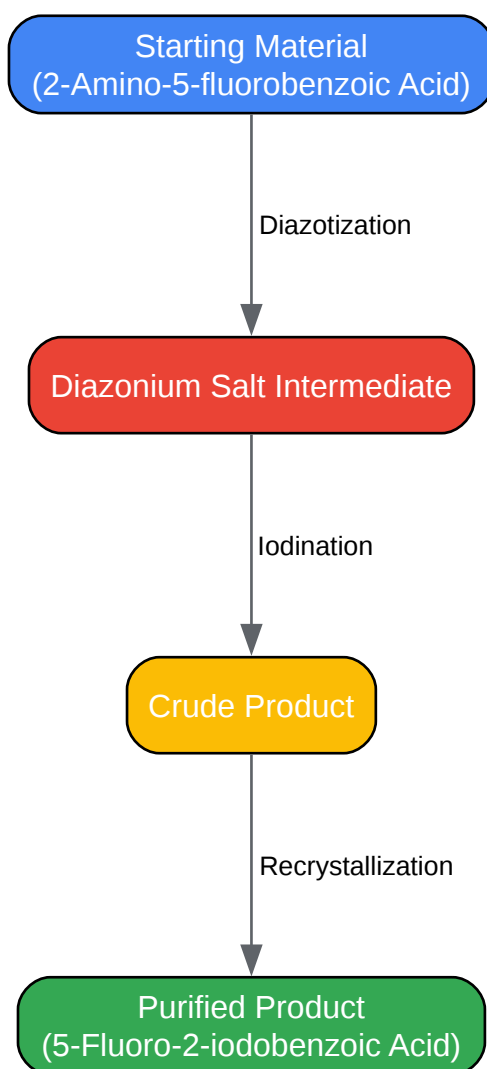 Starting Material
(2-Amino-5-fluorobenzoic Acid)
Diazotization
Diazonium Salt Intermediate
Iodination
Crude Product
Recrystallization
Purified Product
(5-Fluoro-2-iodobenzoic Acid)